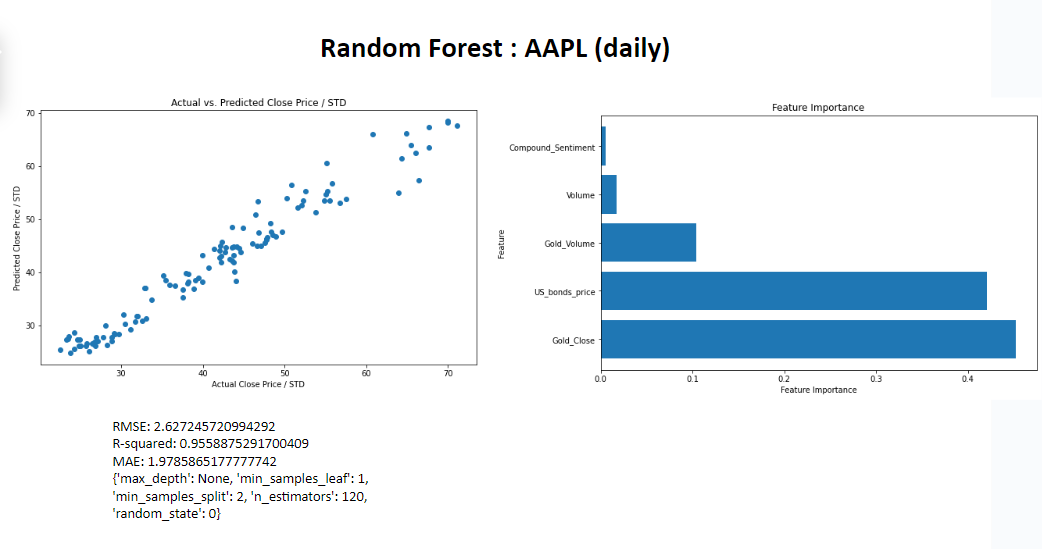 Random Forest : AAPL (daily)
Actual vs. Predicted Close Price / STD
70
60
50
40
30
Predicted Close Price / STD
30
40
50
60
70
Actual Close Price / STD
Feature Importance
Compound_Sentiment
Volume
Gold_Volume
US_bonds_price
Gold_Close
Feature
0.0
0.1
0.2
0.3
0.4
Feature Importance
RMSE: 2.627245720994292
R-squared: 0.9558875291700409
MAE: 1.9785865177777742
{'max_depth': None, 'min_samples_leaf': 1,
'min_samples_split': 2, 'n_estimators': 120,
'random_state': 0}